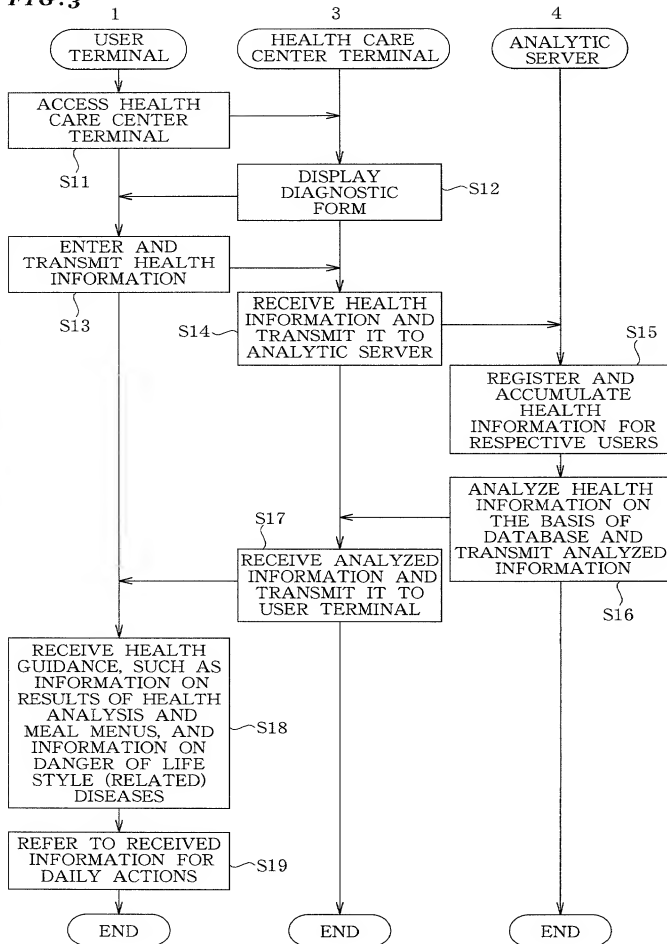 FIG. 3
1
3
4
USER
TERMINAL
HEALTH CARE
CENTER TERMINAL
ANALYTIC
SERVER
ACCESS HEALTH
CARE CENTER
TERMINAL
S11
DISPLAY
DIAGNOSTIC
FORM
S12
ENTER AND
TRANSMIT HEALTH
INFORMATION
S13
RECEIVE HEALTH
INFORMATION AND
TRANSMIT IT TO
ANALYTIC SERVER
S14
S15
REGISTER AND
ACCUMULATE
HEALTH
INFORMATION FOR
RESPECTIVE USERS
ANALYZE HEALTH
INFORMATION ON
THE BASIS OF
DATABASE AND
TRANSMIT ANALYZED
INFORMATION
S16
S17
RECEIVE ANALYZED
INFORMATION AND
TRANSMIT IT TO
USER TERMINAL
RECEIVE HEALTH
GUIDANCE, SUCH AS
INFORMATION ON
RESULTS OF HEALTH
ANALYSIS AND
MEAL MENUS, AND
INFORMATION ON
DANGER OF LIFE
STYLE (RELATED)
DISEASES
S18
REFER TO RECEIVED
INFORMATION FOR
DAILY ACTIONS
S19
END
END
END